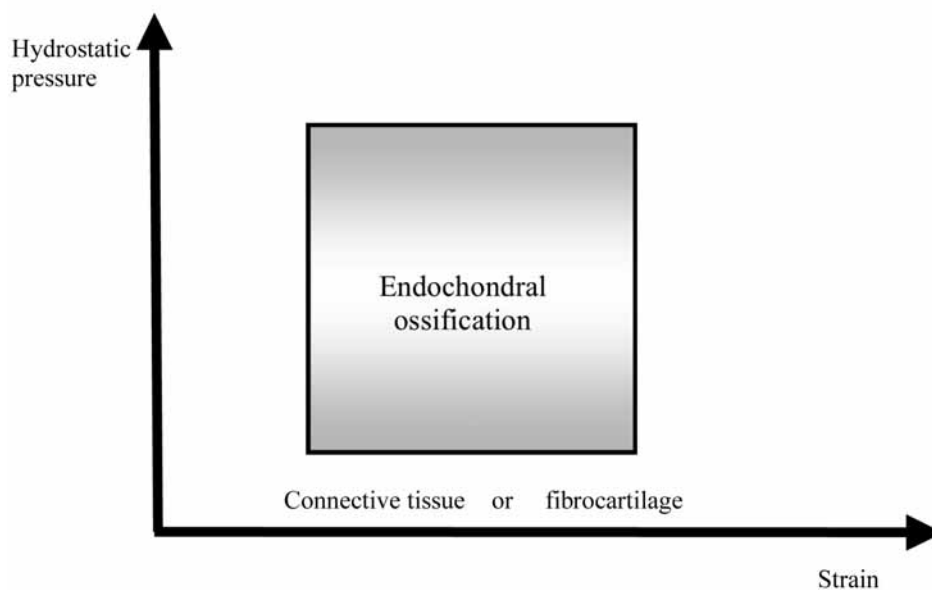 Hydrostatic
pressure
Endochondral
ossification
Connective tissue or fibrocartilage
Strain